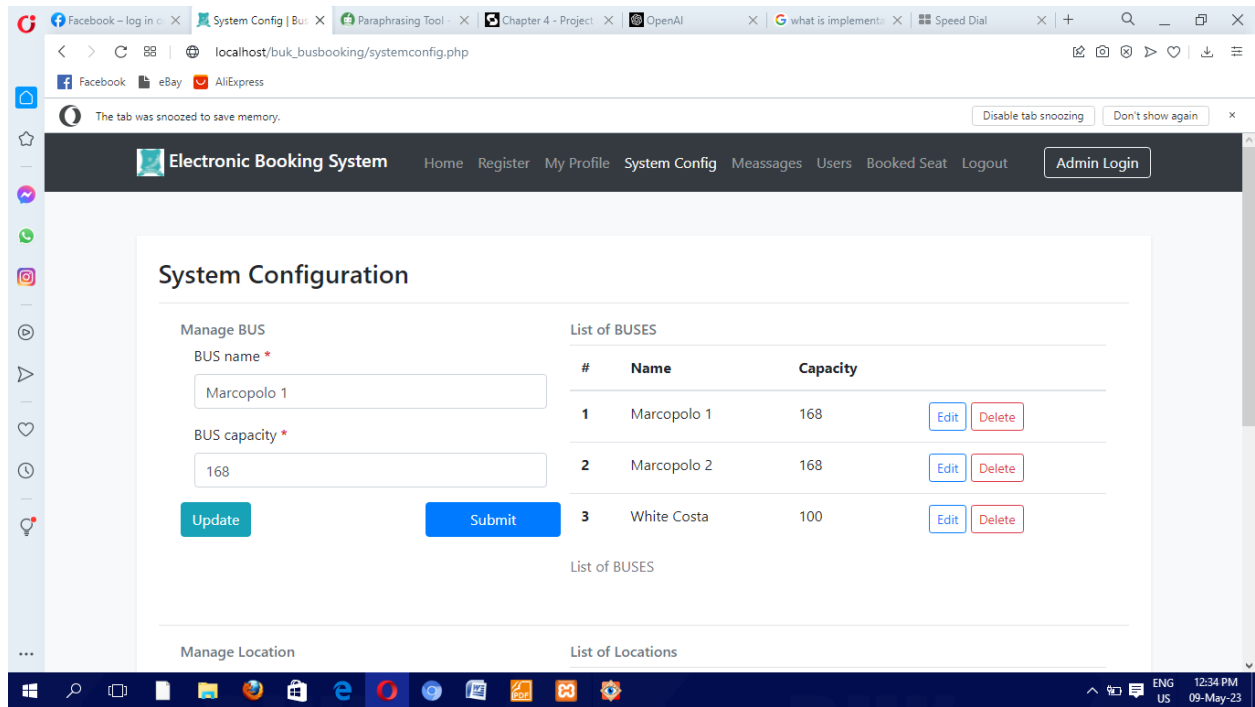 Facebook – log in o
System Config | Bus
Paraphrasing Tool -
Chapter 4 - Project
OpenAI
what is implementa
Speed Dial
localhost/buk_busbooking/systemconfig.php
Facebook eBay AliExpress
The tab was snoozed to save memory. Disable tab snoozing Don't show again
Electronic Booking System Home Register My Profile System Config Meassages Users Booked Seat Logout Admin Login
System Configuration
Manage BUS
BUS name *
Marcopolo 1
BUS capacity *
168
Update Submit
List of BUSES
# Name Capacity
1 Marcopolo 1 168 Edit Delete
2 Marcopolo 2 168 Edit Delete
3 White Costa 100 Edit Delete
List of BUSES
Manage Location
List of Locations
PDF
ENG 12:34 PM
US 09-May-23